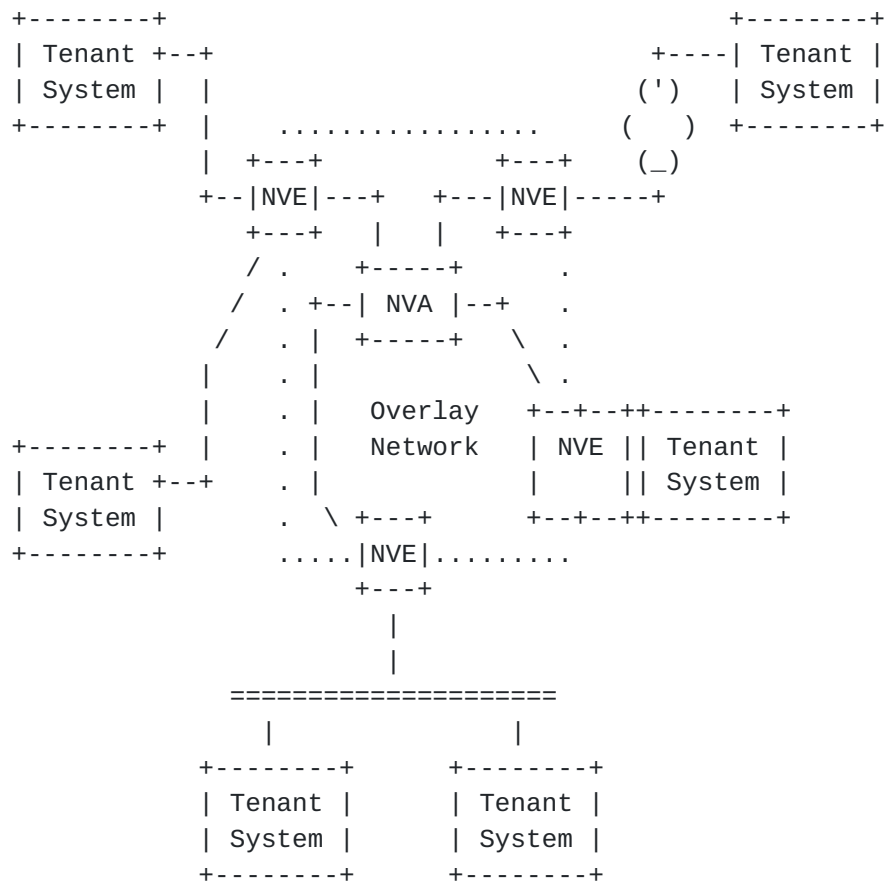 Tenant Tenant
System System
NVE NVE
NVA
Overlay
Network NVE Tenant
Tenant System
System
NVE
Tenant Tenant
System System